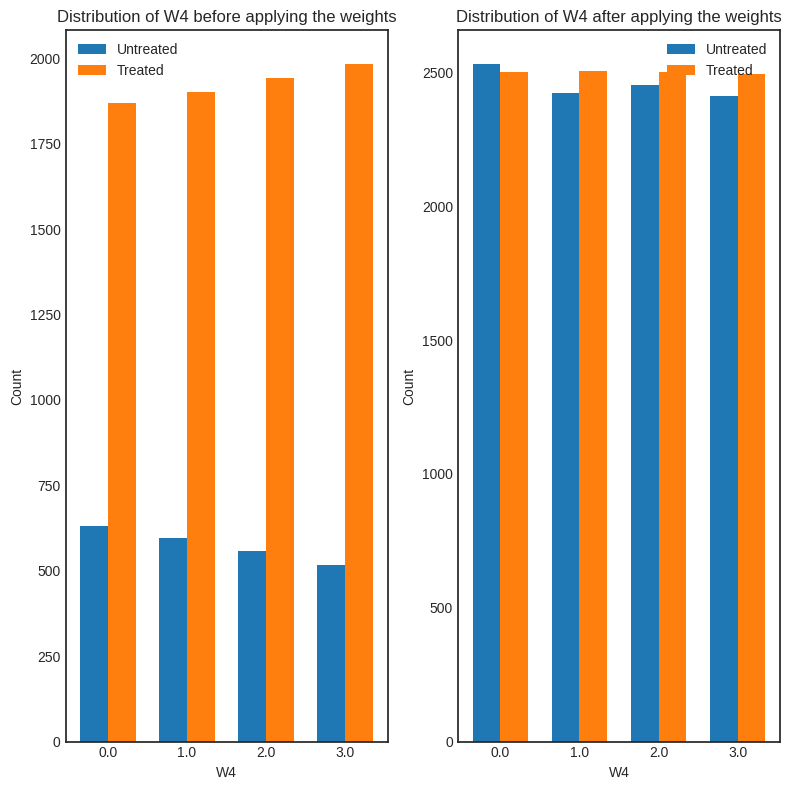 Distribution of W4 before applying the weights
Untreated
Treated
2000
1750
1500
1250
1000
750
500
250
0
Count
0.0 1.0 2.0 3.0
W4
Distribution of W4 after applying the weights
Untreated
Treated
2500
2000
1500
1000
500
0
Count
0.0 1.0 2.0 3.0
W4